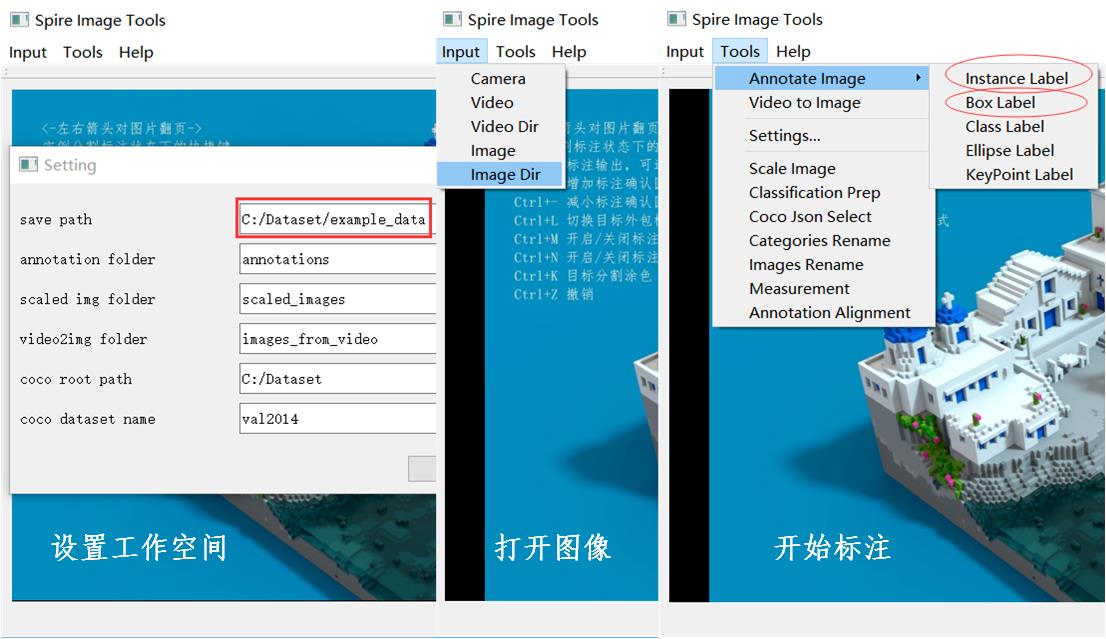 Spire Image Tools
Input Tools Help
<-左右箭头对图片翻页->
Setting
save path
C:/Dataset/example_data
annotation folder
annotations
scaled img folder
scaled_images
video2img folder
images_from_video
coco root path
C:/Dataset
coco dataset name
val2014
设置工作空间
Spire Image Tools
Input Tools Help
Camera
Video
Video Dir
Image
Image Dir
箭头对图片翻页
割标注状态下的
标注输出,可
增加标注确认
Ctrl+- 减小标注确认
Ctrl+L 切换目标外包
Ctrl+M 开启/关闭标注
Ctrl+N 开启/关闭标注
Ctrl+K 目标分割涂色
Ctrl+Z 撤销
打开图像
Spire Image Tools
Input Tools Help
Annotate Image
Video to Image
Settings...
Scale Image
Classification Prep
Coco Json Select
Categories Rename
Images Rename
Measurement
Annotation Alignment
Instance Label
Box Label
Class Label
Ellipse Label
KeyPoint Label
式
开始标注